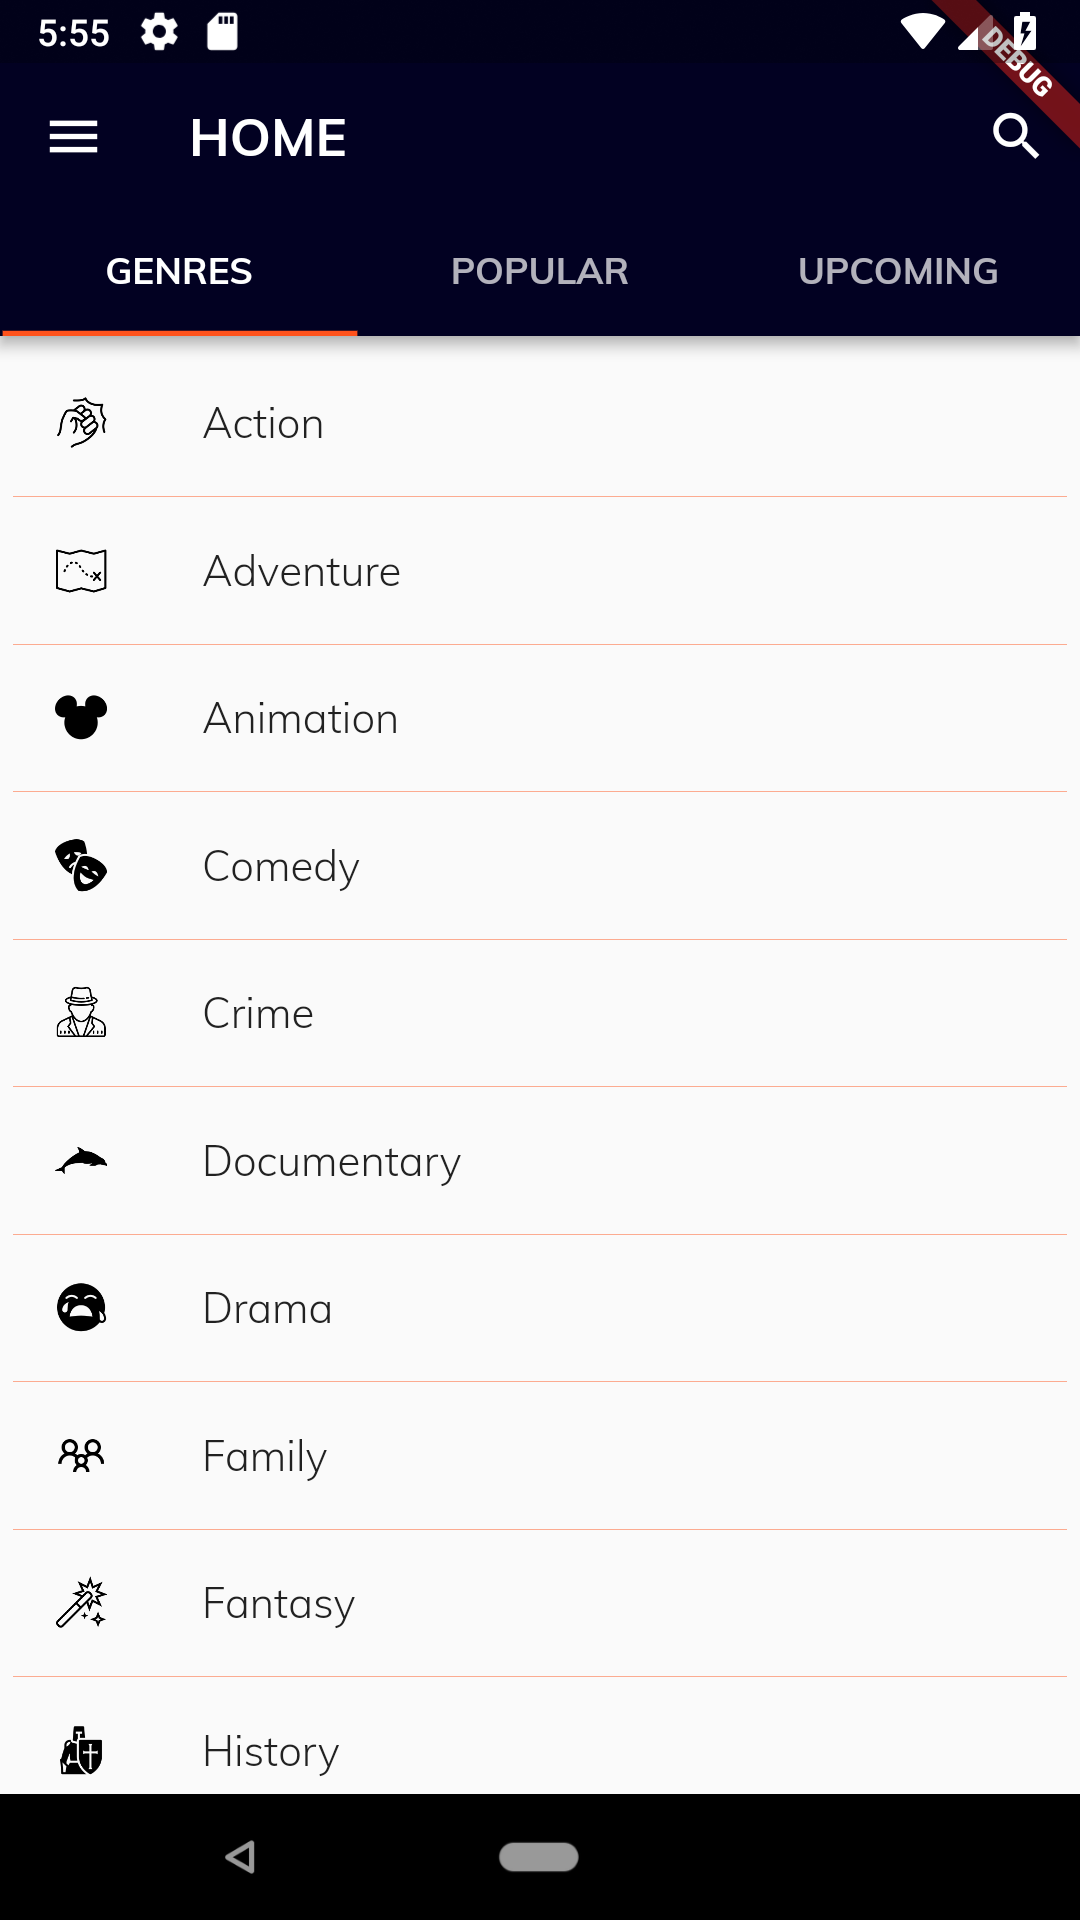 5:55
DEBUG
HOME
GENRES POPULAR UPCOMING
Action
Adventure
Animation
Comedy
Crime
Documentary
Drama
Family
Fantasy
History